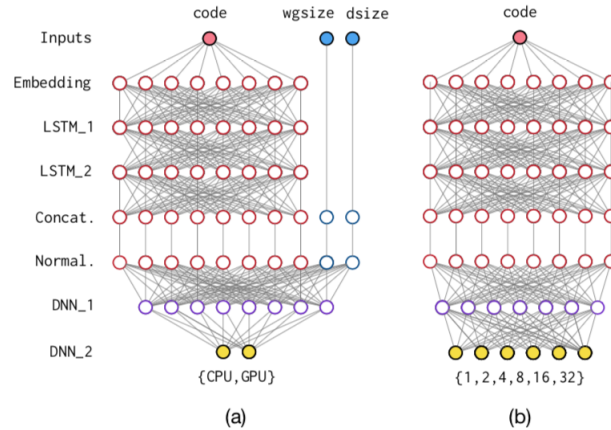 code wgsize dsize code
Inputs
Embedding
LSTM_1
LSTM_2
Concat.
Normal.
DNN_1
DNN_2
{CPU,GPU} {1,2,4,8,16,32}
(a) (b)